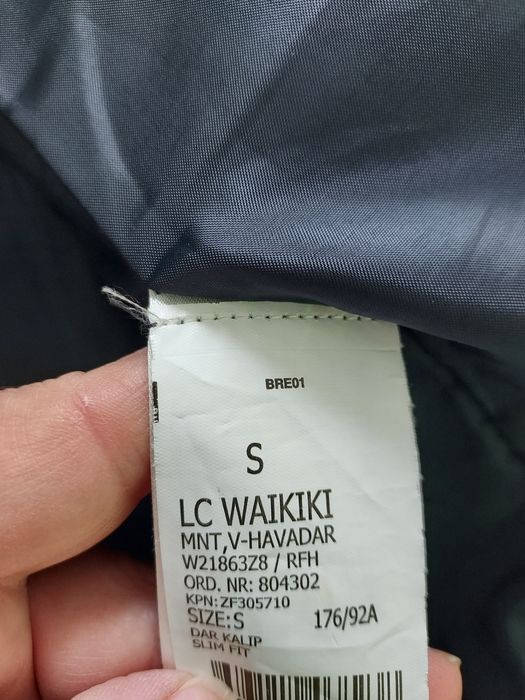 BRE01
S
LC WAIKIKI
MNT,V-HAVADAR
W21863Z8 / RFH
ORD. NR: 804302
KPN:ZF305710
SIZE:S 176/92A
DAR KALIP
SLIM FIT